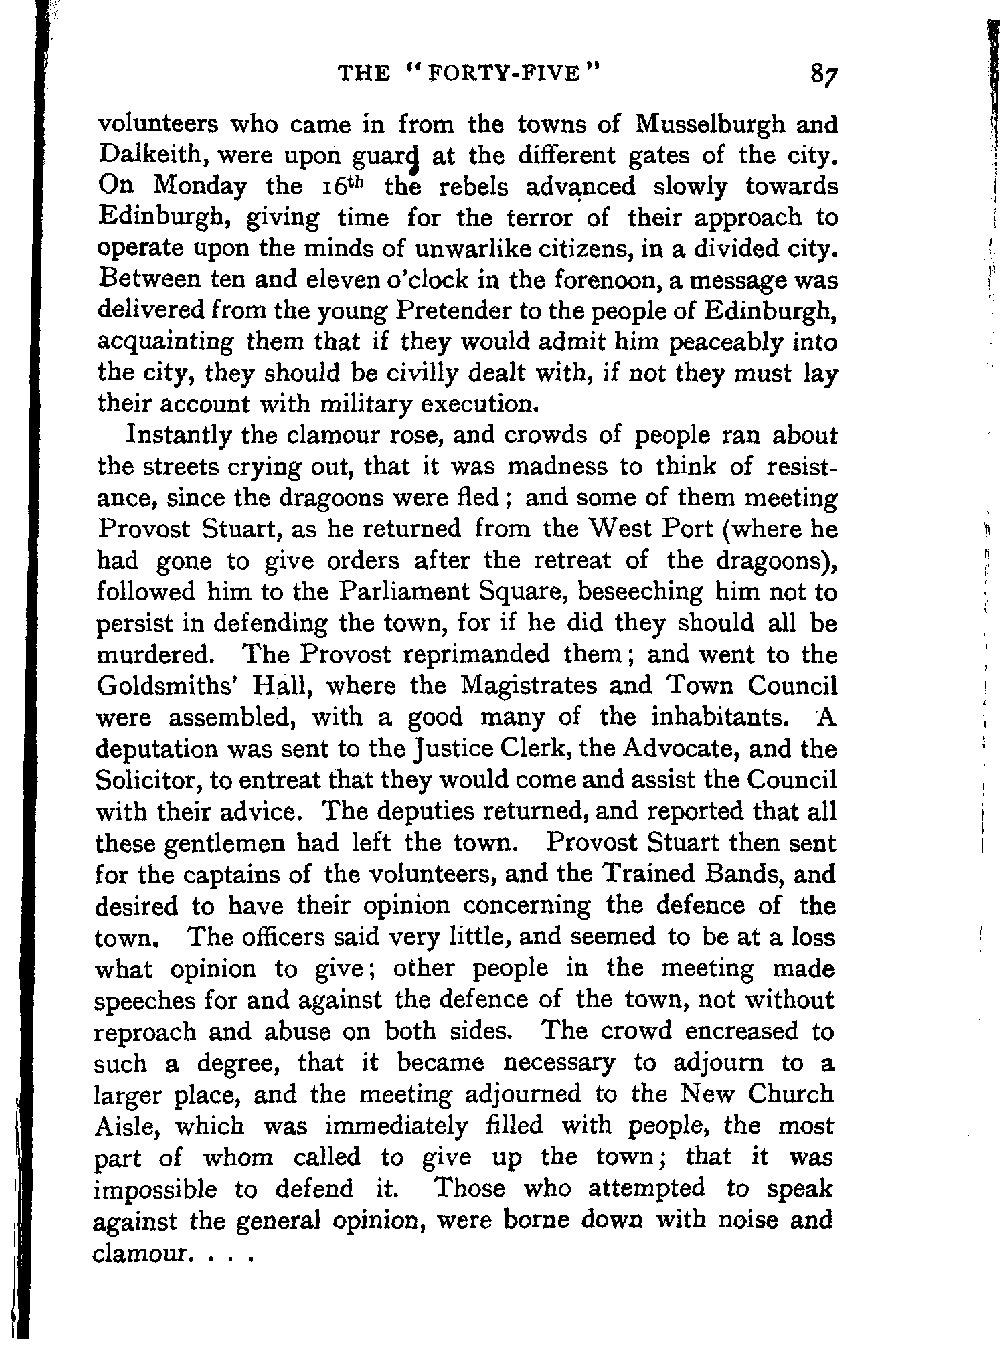 THE “FORTY-FIVE” 87
volunteers who came in from the towns of Musselburgh and
Dalkeith, were upon guard at the different gates of the city.
On Monday the 16th the rebels advanced slowly towards
Edinburgh, giving time for the terror of their approach to
operate upon the minds of unwarlike citizens, in a divided city.
Between ten and eleven o'clock in the forenoon, a message was
delivered from the young Pretender to the people of Edinburgh,
acquainting them that if they would admit him peaceably into
the city, they should be civilly dealt with, if not they must lay
their account with military execution.
Instantly the clamour rose, and crowds of people ran about
the streets crying out, that it was madness to think of resist-
ance, since the dragoons were fled; and some of them meeting
Provost Stuart, as he returned from the West Port (where he
had gone to give orders after the retreat of the dragoons),
followed him to the Parliament Square, beseeching him not to
persist in defending the town, for if he did they should all be
murdered. The Provost reprimanded them; and went to the
Goldsmiths' Hall, where the Magistrates and Town Council
were assembled, with a good many of the inhabitants. A
deputation was sent to the Justice Clerk, the Advocate, and the
Solicitor, to entreat that they would come and assist the Council
with their advice. The deputies returned, and reported that all
these gentlemen had left the town. Provost Stuart then sent
for the captains of the volunteers, and the Trained Bands, and
desired to have their opinion concerning the defence of the
town. The officers said very little, and seemed to be at a loss
what opinion to give; other people in the meeting made
speeches for and against the defence of the town, not without
reproach and abuse on both sides. The crowd encreased to
such a degree, that it became necessary to adjourn to a
larger place, and the meeting adjourned to the New Church
Aisle, which was immediately filled with people, the most
part of whom called to give up the town; that it was
impossible to defend it. Those who attempted to speak
against the general opinion, were borne down with noise and
clamour. . . .